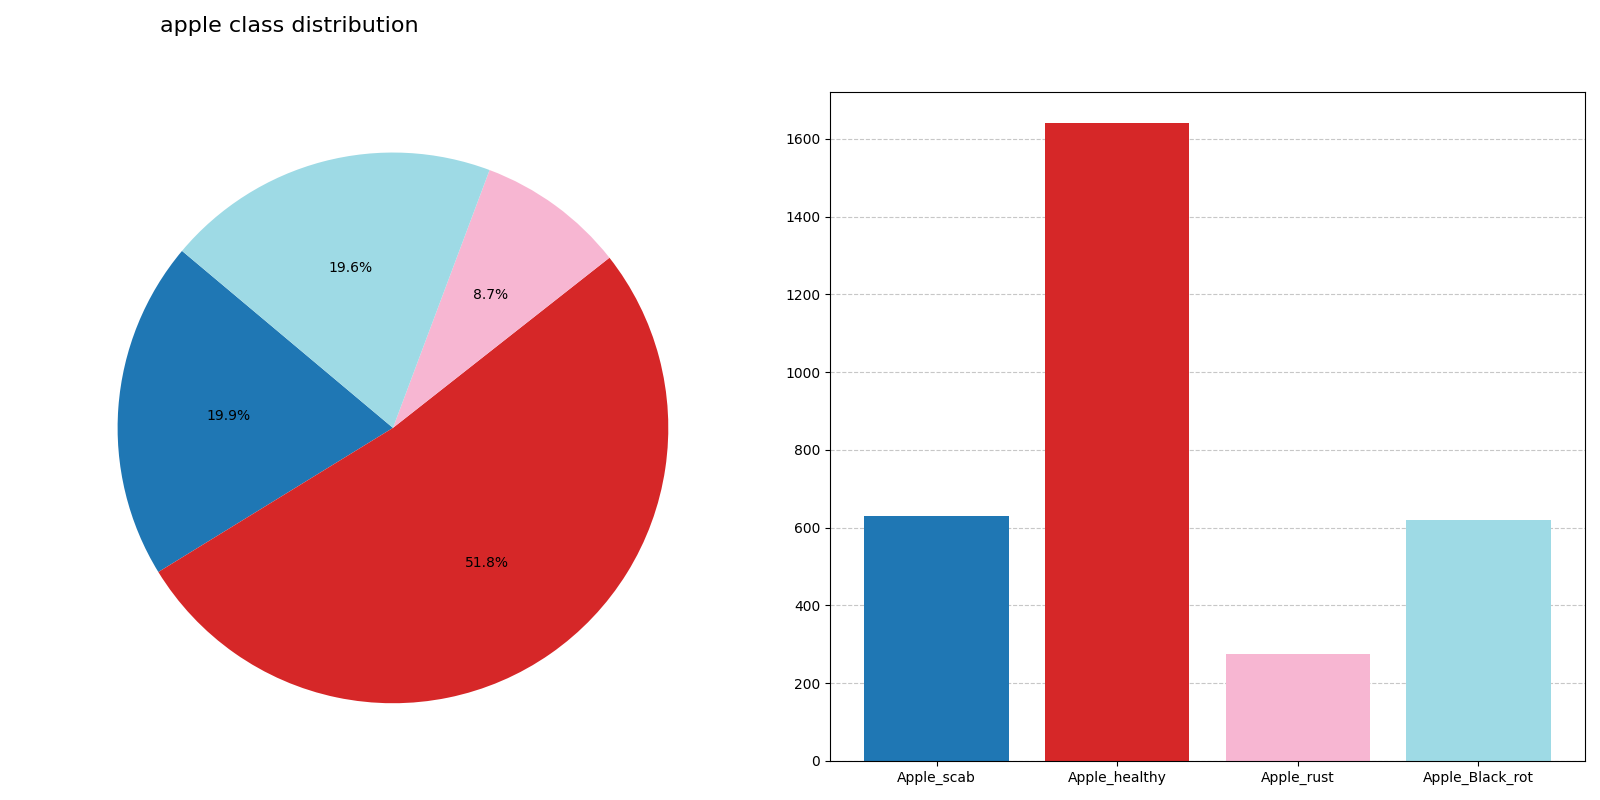 apple class distribution
19.6%
8.7%
19.9%
51.8%
1600
1400
1200
1000
800
600
400
200
0
Apple_scab
Apple_healthy
Apple_rust
Apple_Black_rot